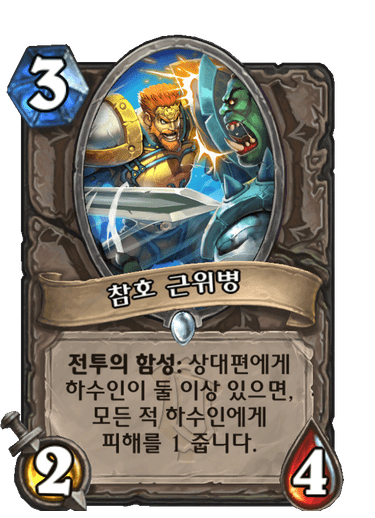 3
참호 근위병
전투의 함성: 상대편에게
하수인이 둘 이상 있으면,
모든 적 하수인에게
피해를 1 줍니다.
2
4